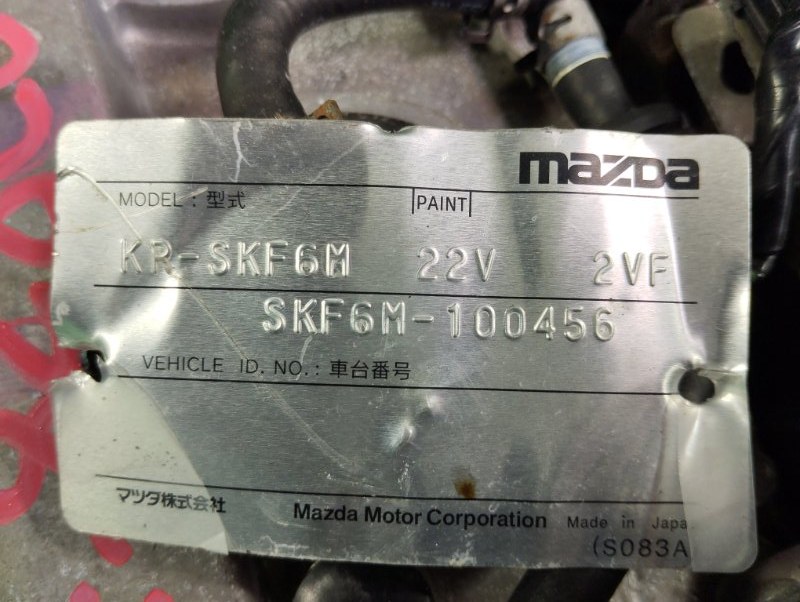 mazda
MODEL : 型式 PAINT
KR-SKF6M 22V 2VF
SKF6M-100456
VEHICLE ID. NO. : 車台番号
マツダ株式会社 Mazda Motor Corporation Made in Japa
(S083A